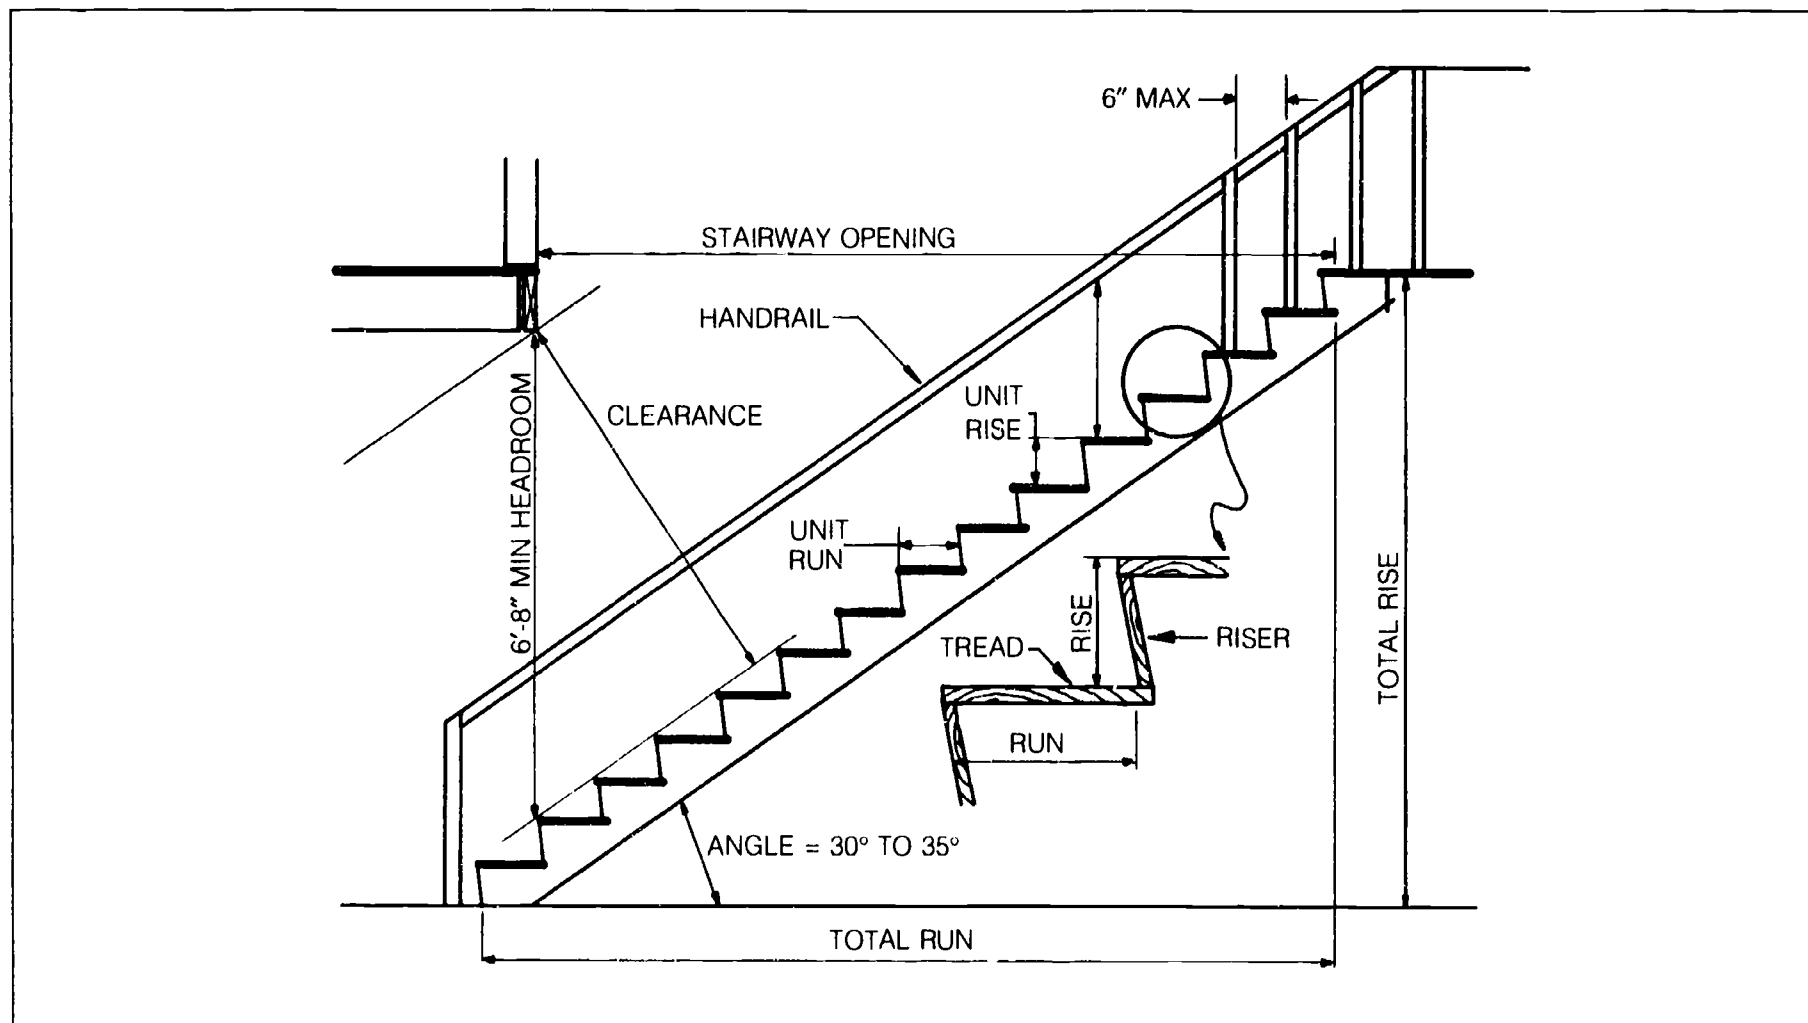 6" MAX
STAIRWAY OPENING
HANDRAIL
CLEARANCE
6'-8" MIN HEADROOM
UNIT
RISE
UNIT
RUN
RISE
TREAD
RISER
RUN
TOTAL RISE
ANGLE = 30° TO 35°
TOTAL RUN